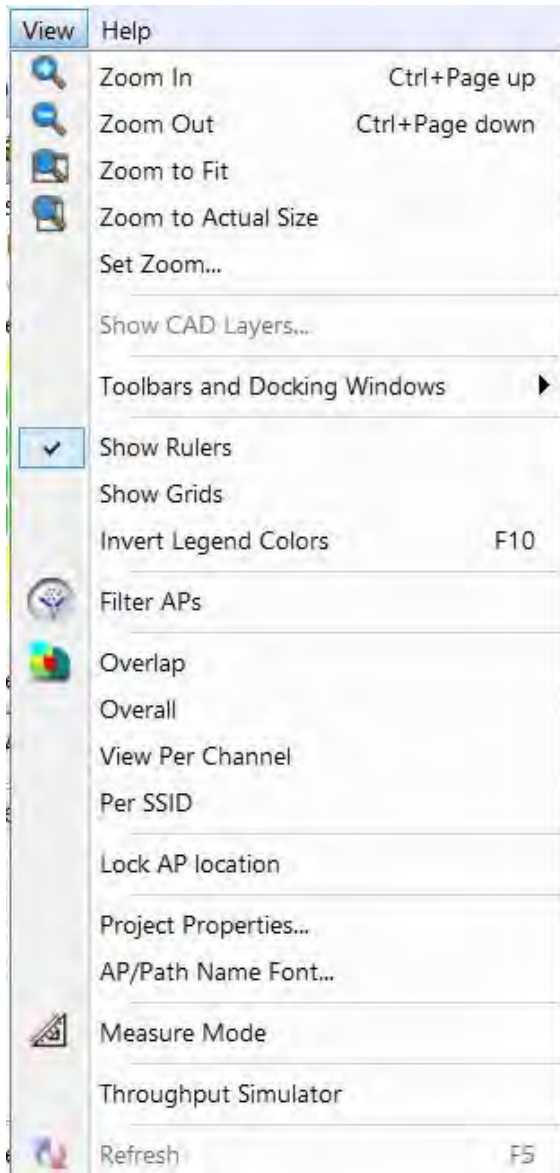 View Help
Zoom In Ctrl+Page up
Zoom Out Ctrl+Page down
Zoom to Fit
Zoom to Actual Size
Set Zoom...
Show CAD Layers...
Toolbars and Docking Windows
Show Rulers
Show Grids
Invert Legend Colors F10
Filter APs
Overlap
Overall
View Per Channel
Per SSID
Lock AP location
Project Properties...
AP/Path Name Font...
Measure Mode
Throughput Simulator
Refresh F5